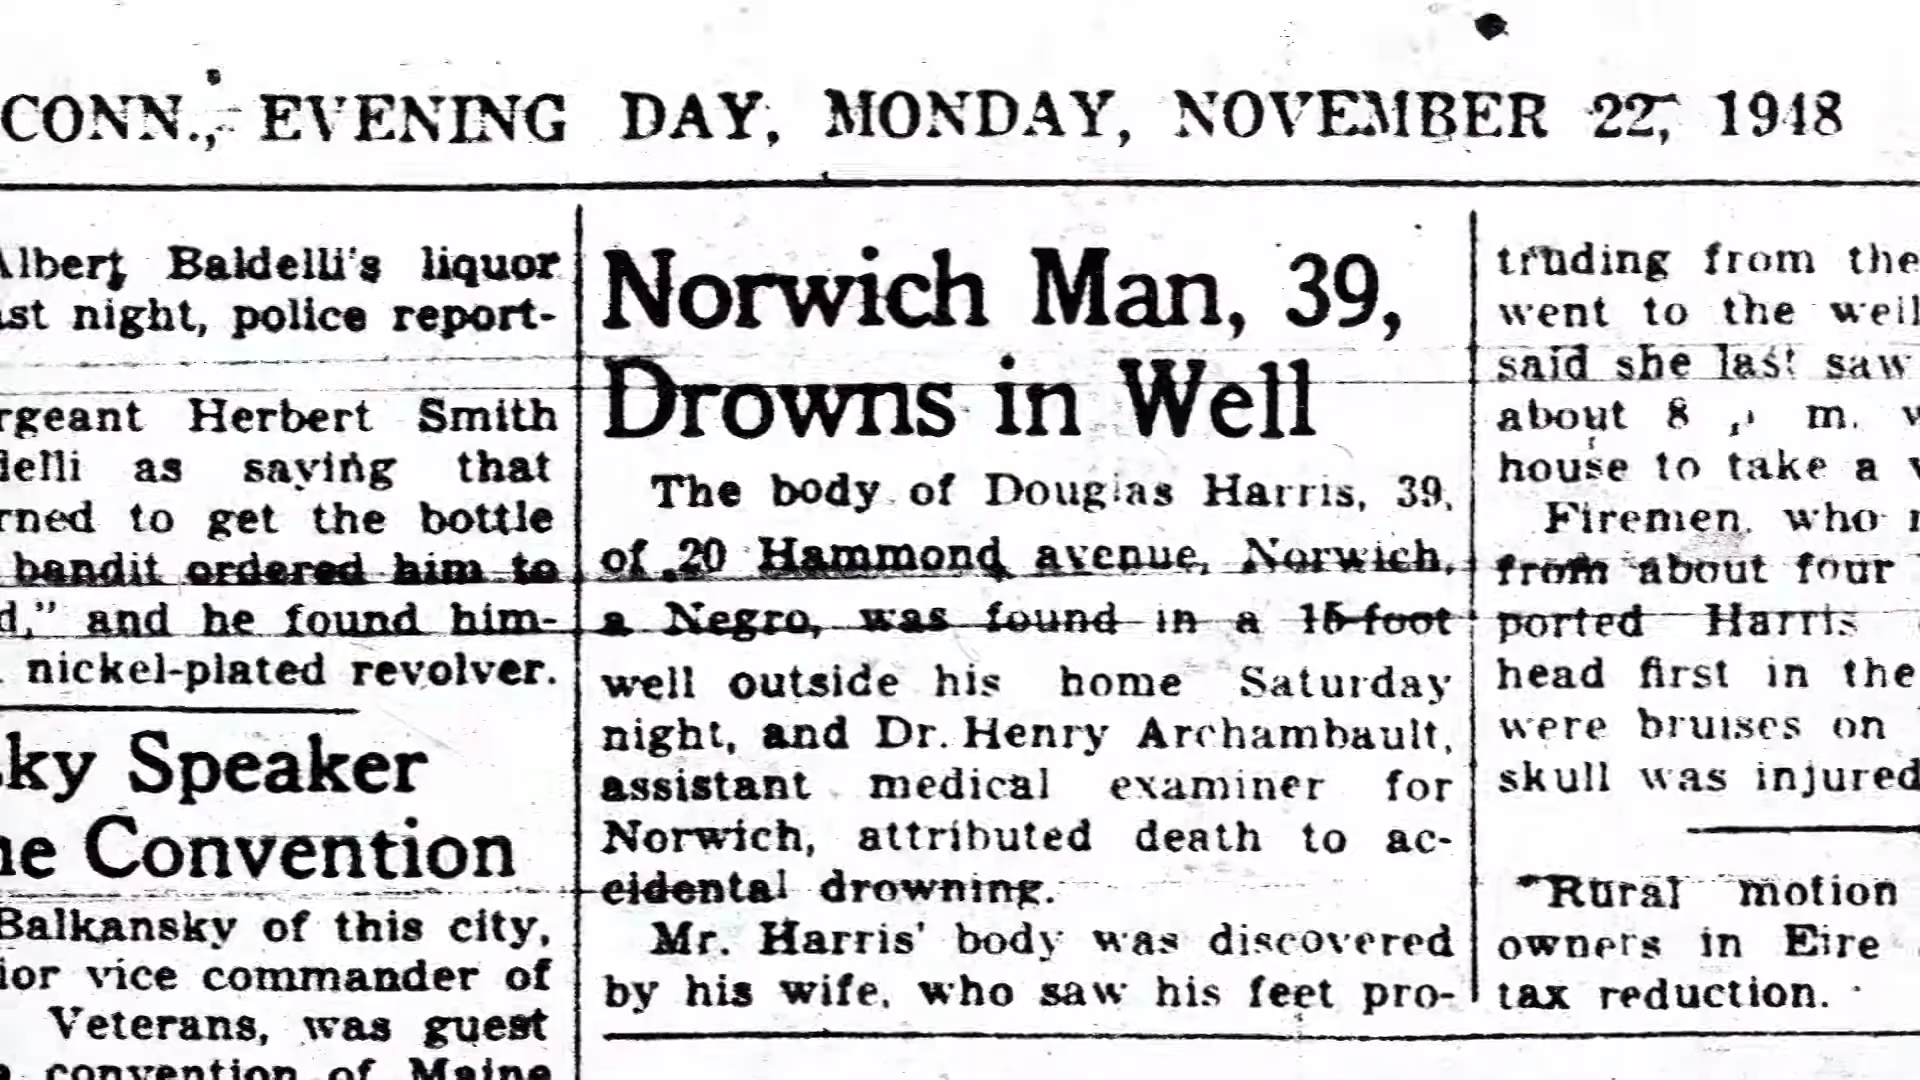 CONN., EVENING DAY, MONDAY, NOVEMBER 22, 1948
Albert Baldelli's liquor
night, police report-
Herbert Smith
as saying that
to get the bottle
bandit ordered him to
and he found him-
nickel-plated revolver.
Speaker
Convention
Balkansky of this city,
vice commander of
Veterans, was guest
convention of Maine
Norwich Man, 39,
Drowns in Well
The body of Douglas Harris, 39,
of 20 Hammond avenue, Norwich,
a Negro, was found in a 15-foot
well outside his home Saturday
night, and Dr. Henry Archambault,
assistant medical examiner for
Norwich, attributed death to ac-
cidental drowning.
Mr. Harris' body was discovered
by his wife, who saw his feet pro-
truding from the
went to the well
said she last saw
about 8 m.
house to take a
Firemen, who
from about four
ported Harris
head first in the
were bruises on
skull was injured
Rural motion
owners in Eire
tax reduction.